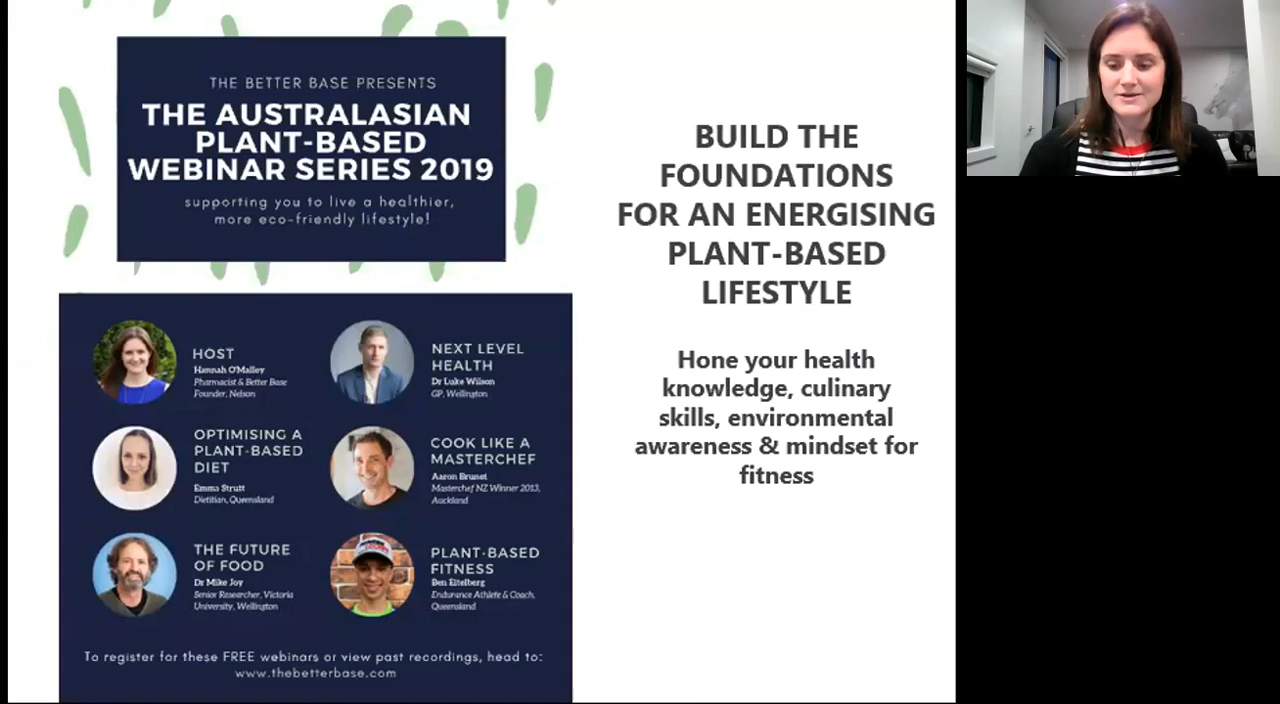 THE BETTER BASE PRESENTS
THE AUSTRALASIAN
PLANT-BASED
WEBINAR SERIES 2019
supporting you to live a healthier,
more eco-friendly lifestyle!
HOST
Hannah O'Malley
Pharmacist & Better Base
Founder, Nelson
NEXT LEVEL
HEALTH
Dr Luke Wilson
GP, Wellington
OPTIMISING A
PLANT-BASED
DIET
Emma Strutt
Dietitian, Queensland
COOK LIKE A
MASTERCHEF
Aaron Brunet
Masterchef NZ Winner 2013,
Auckland
THE FUTURE
OF FOOD
Dr Mike Joy
Senior Researcher, Victoria
University, Wellington
PLANT-BASED
FITNESS
Ben Eitelberg
Endurance Athlete & Coach,
Queensland
To register for these FREE webinars or view past recordings, head to:
www.thebetterbase.com
BUILD THE
FOUNDATIONS
FOR AN ENERGISING
PLANT-BASED
LIFESTYLE
Hone your health
knowledge, culinary
skills, environmental
awareness & mindset for
fitness